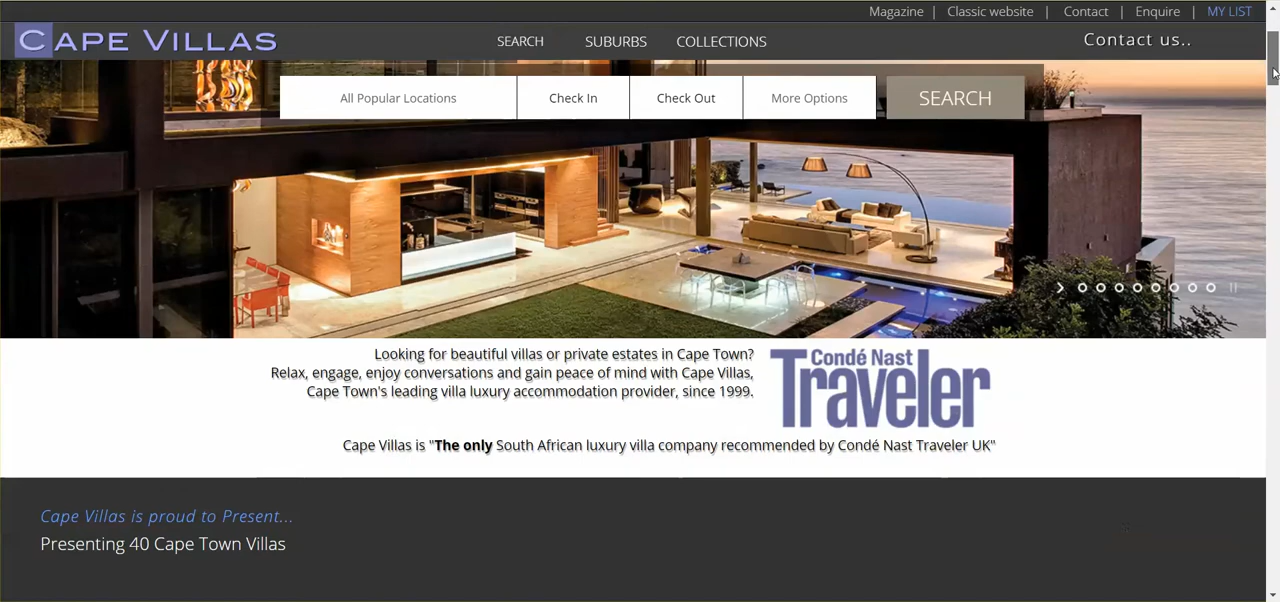 Magazine | Classic website | Contact | Enquire | MY LIST
CAPE VILLAS SEARCH SUBURBS COLLECTIONS Contact us..
All Popular Locations Check In Check Out More Options SEARCH
Looking for beautiful villas or private estates in Cape Town?
Relax, engage, enjoy conversations and gain peace of mind with Cape Villas,
Cape Town's leading villa luxury accommodation provider, since 1999.
Condé Nast
Traveler
Cape Villas is "The only South African luxury villa company recommended by Condé Nast Traveler UK"
Cape Villas is proud to Present...
Presenting 40 Cape Town Villas